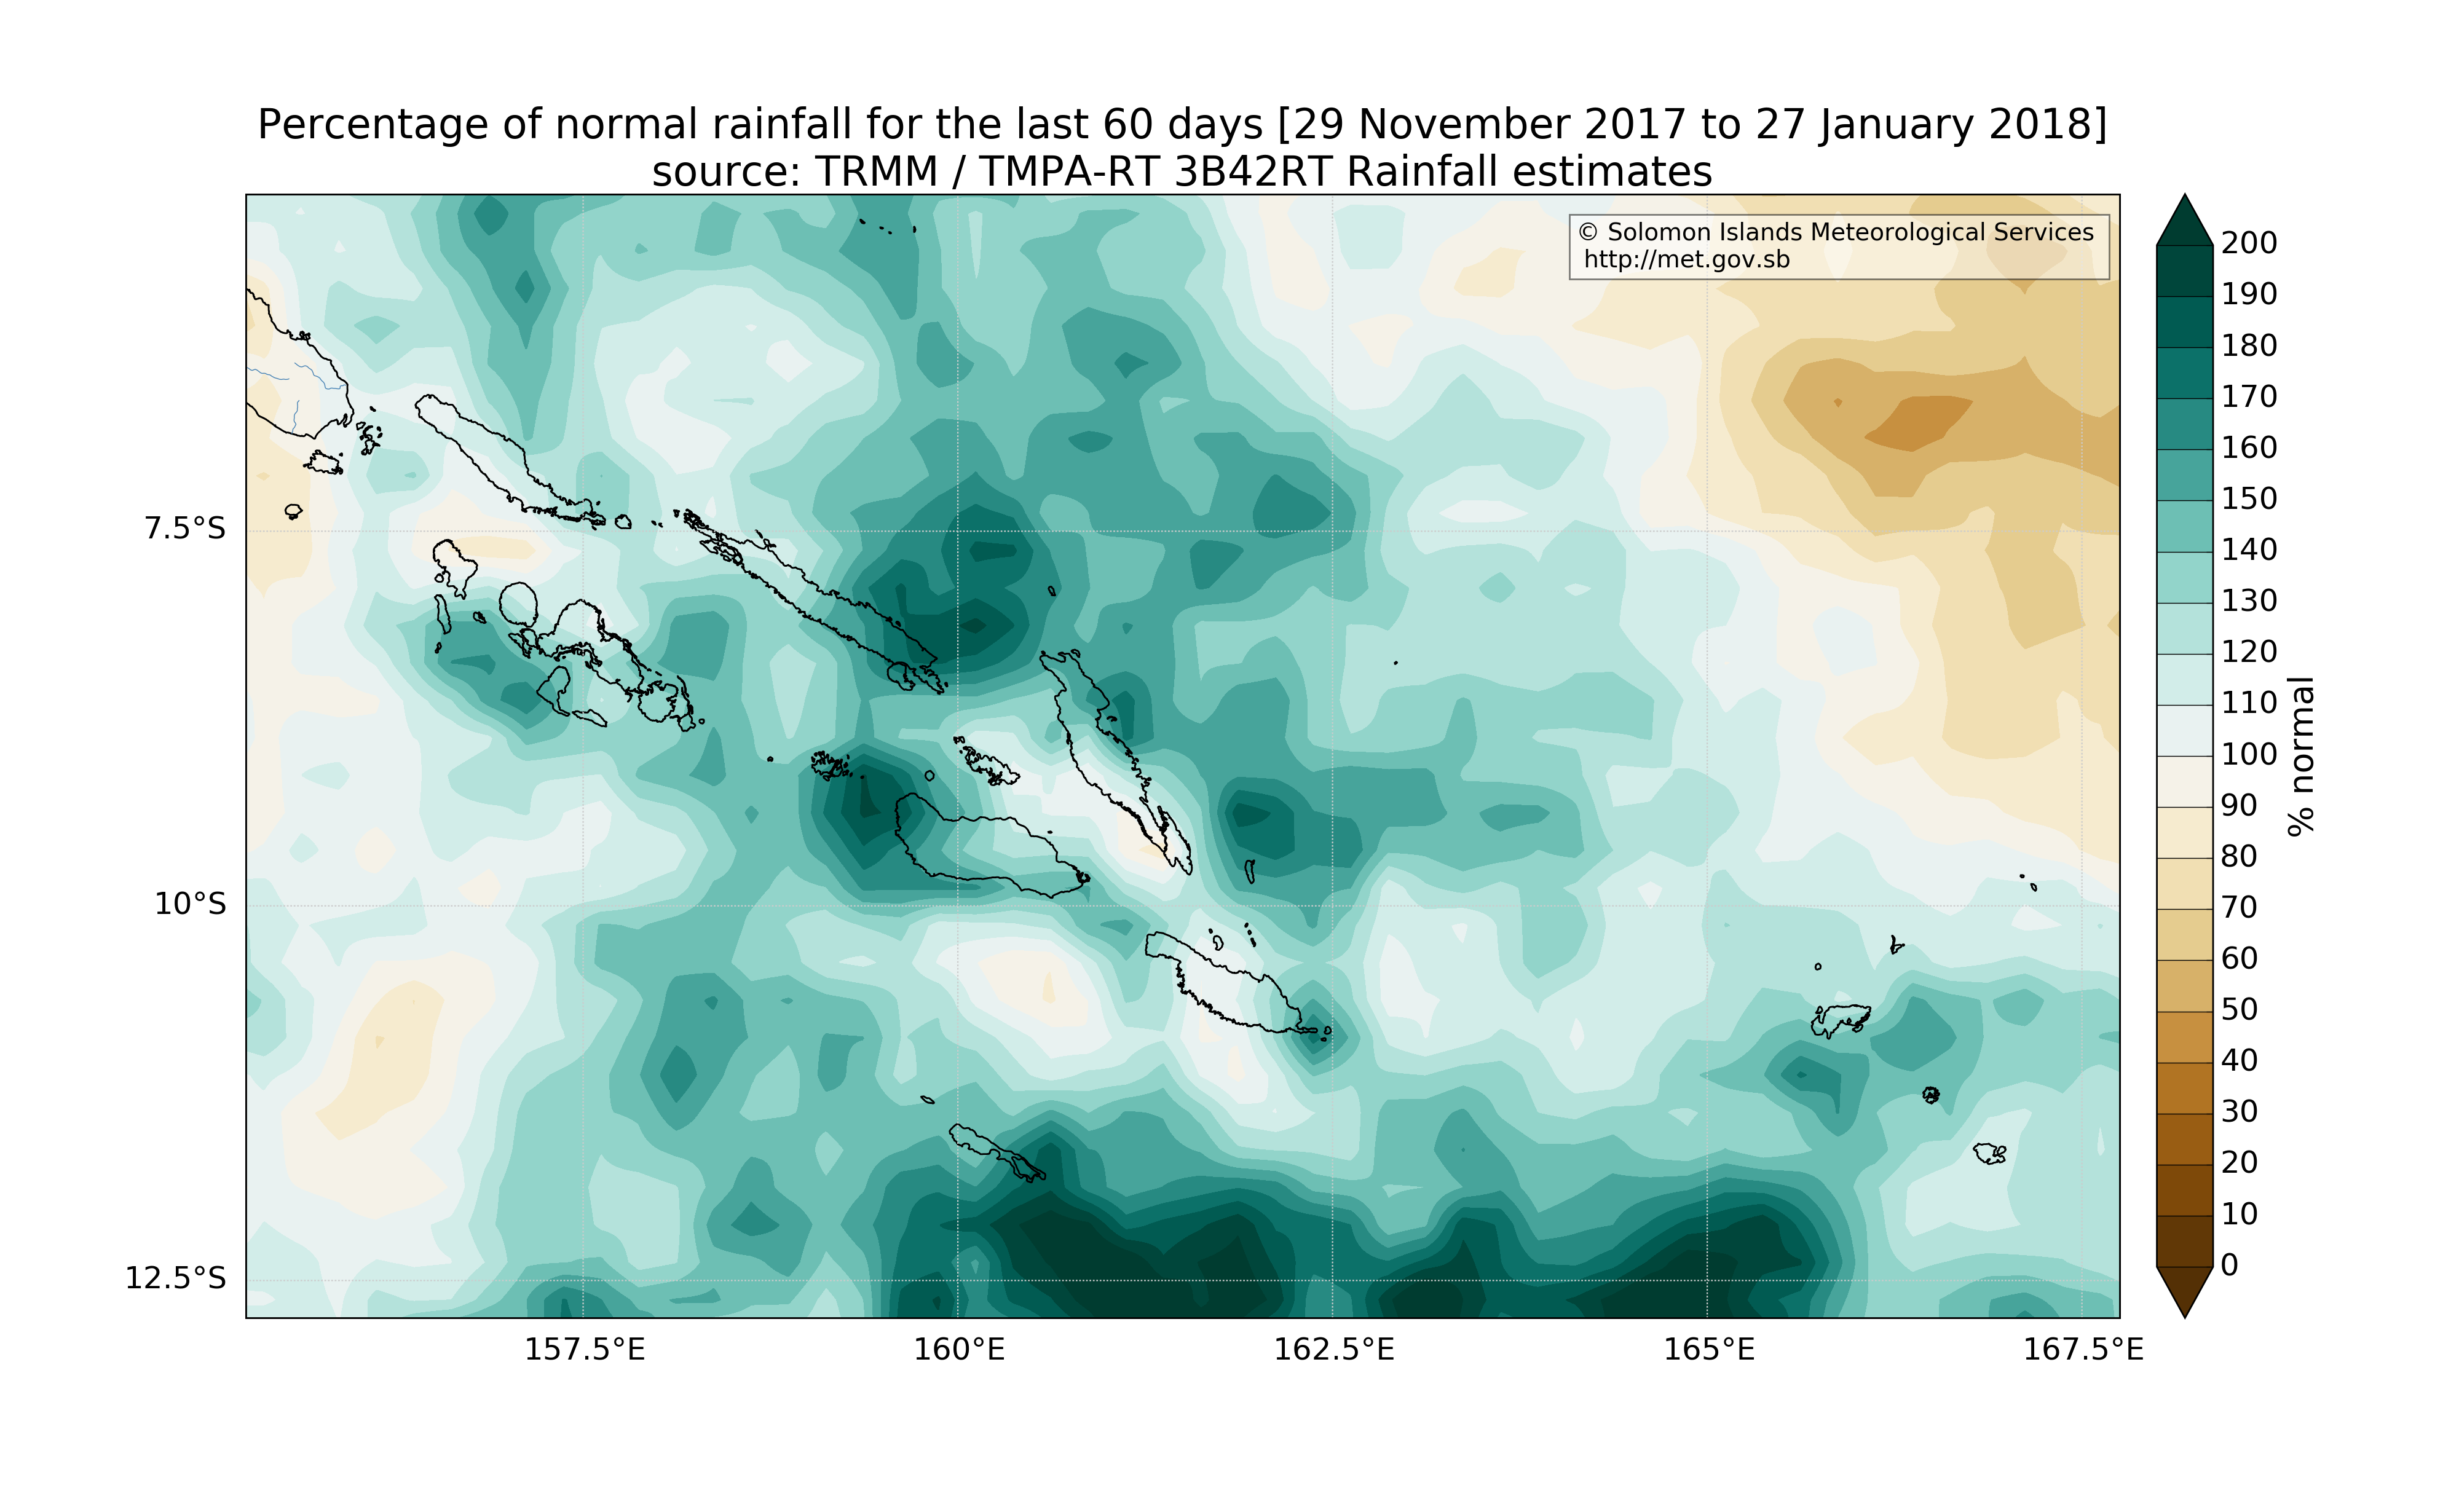 Percentage of normal rainfall for the last 60 days [29 November 2017 to 27 January 2018]
source: TRMM / TMPA-RT 3B42RT Rainfall estimates
© Solomon Islands Meteorological Services
http://met.gov.sb
7.5°S
10°S
12.5°S
157.5°E
160°E
162.5°E
165°E
167.5°E
200
190
180
170
160
150
140
130
120
110
100
90
80
70
60
50
40
30
20
10
0
% normal